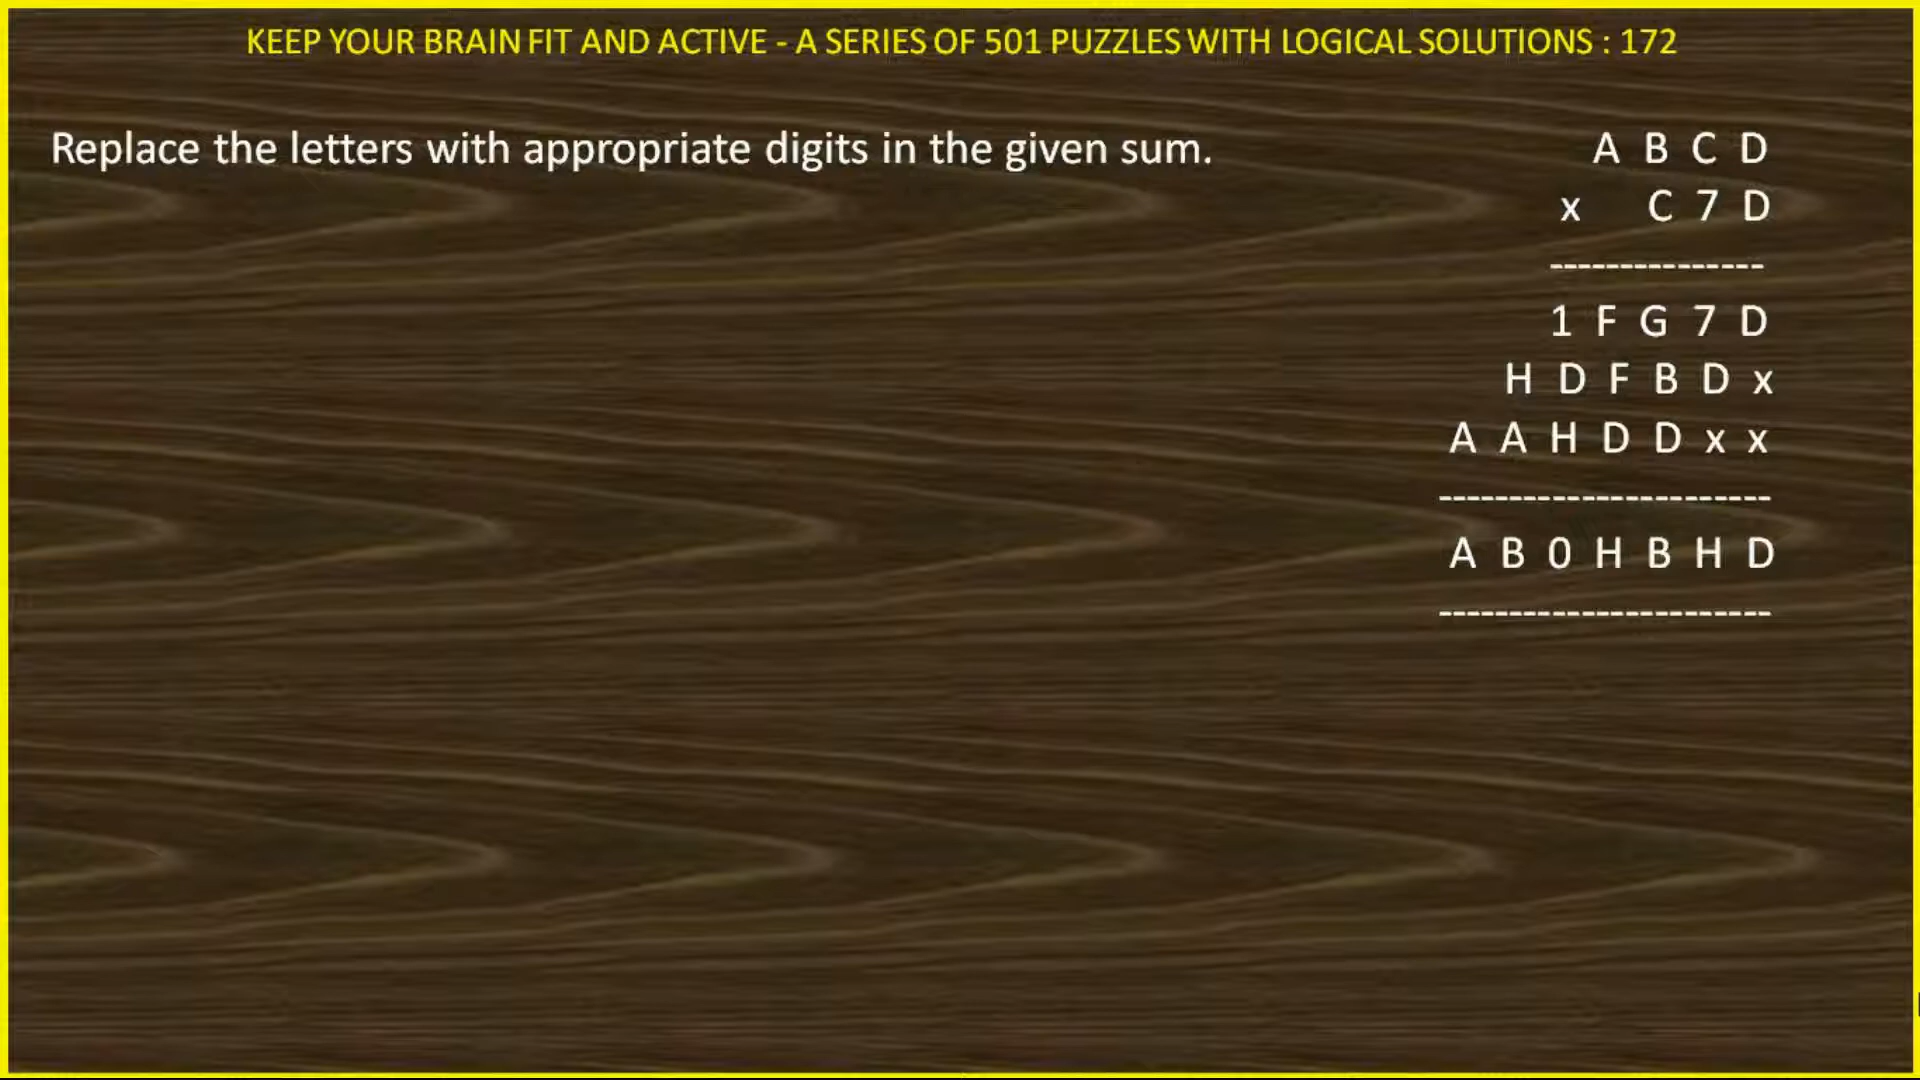 KEEP YOUR BRAIN FIT AND ACTIVE - A SERIES OF 501 PUZZLES WITH LOGICAL SOLUTIONS : 172
Replace the letters with appropriate digits in the given sum.
A B C D
x C 7 D
---------------
1 F G 7 D
H D F B D x
A A H D D x x
-----------------------
A B 0 H B H D
-----------------------